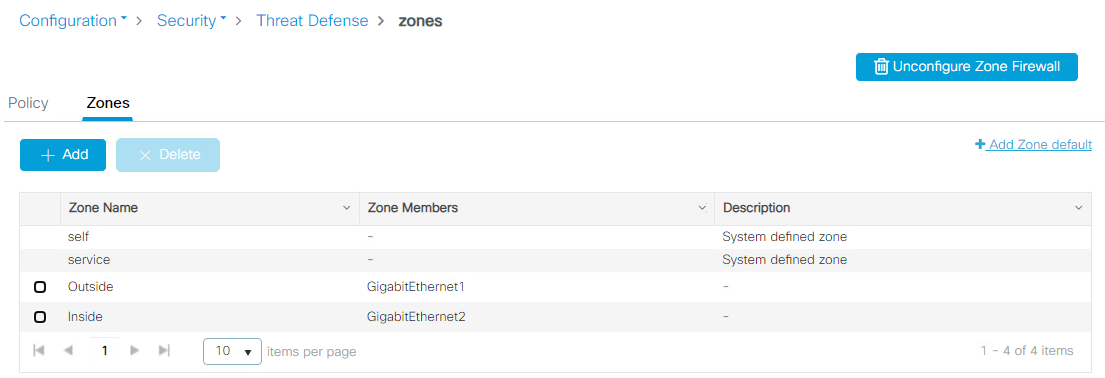 Configuration > Security > Threat Defense > zones
Unconfigure Zone Firewall
Policy Zones
+ Add × Delete + Add Zone default
Zone Name Zone Members Description
self - System defined zone
service - System defined zone
Outside GigabitEthernet1 -
Inside GigabitEthernet2 -
1 10 items per page 1 - 4 of 4 items